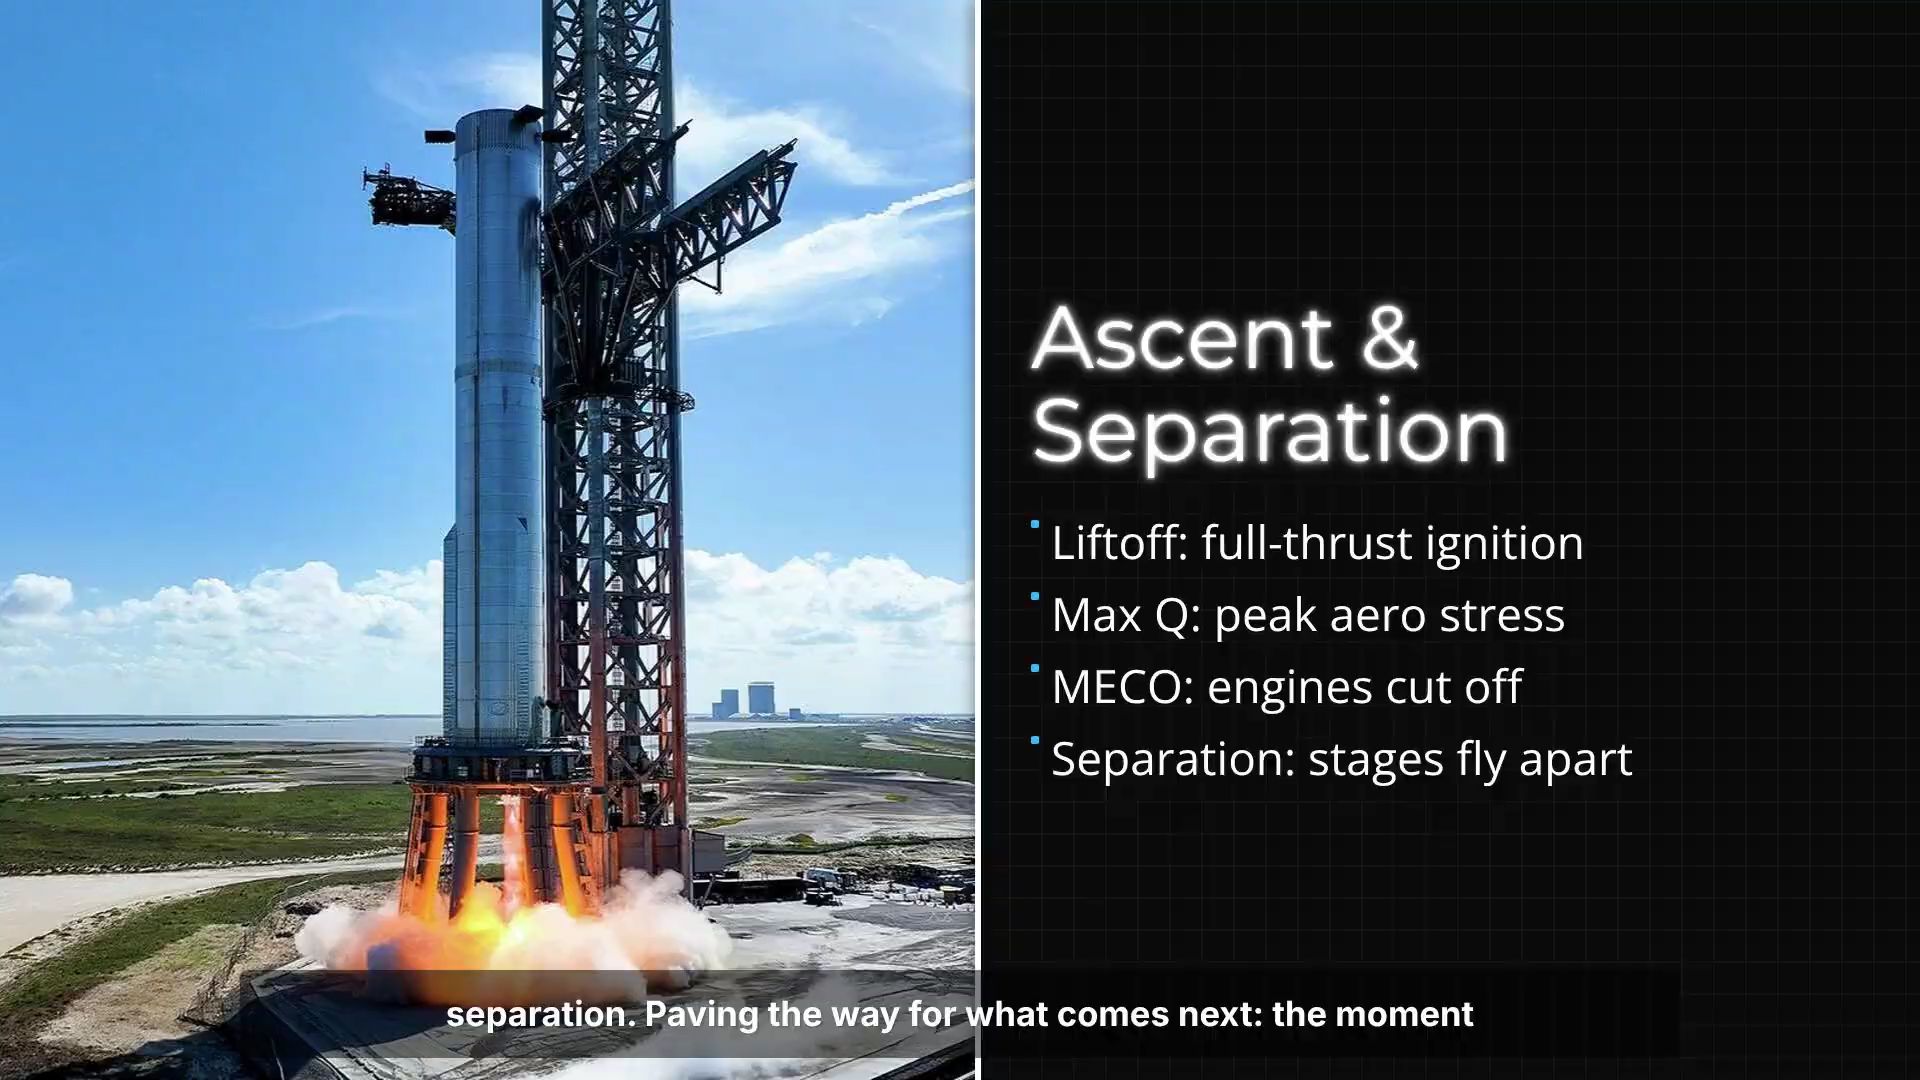 Ascent &
Separation
Liftoff: full-thrust ignition
Max Q: peak aero stress
MECO: engines cut off
Separation: stages fly apart
separation. Paving the way for what comes next: the moment